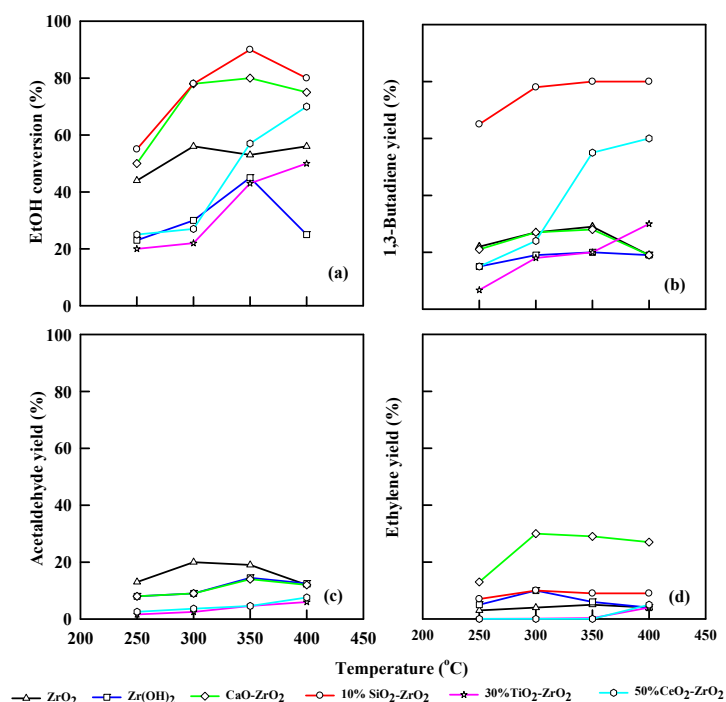 100
80
60
40
20
0
EtOH conversion (%)
(a)
1,3-Butadiene yield (%)
(b)
100
80
60
40
20
0
Acetaldehyde yield (%)
(c)
200 250 300 350 400 450
Ethylene yield (%)
(d)
200 250 300 350 400 450
Temperature (°C)
ZrO₂ Zr(OH)₂ CaO-ZrO₂ 10% SiO₂-ZrO₂ 30%TiO₂-ZrO₂ 50%CeO₂-ZrO₂